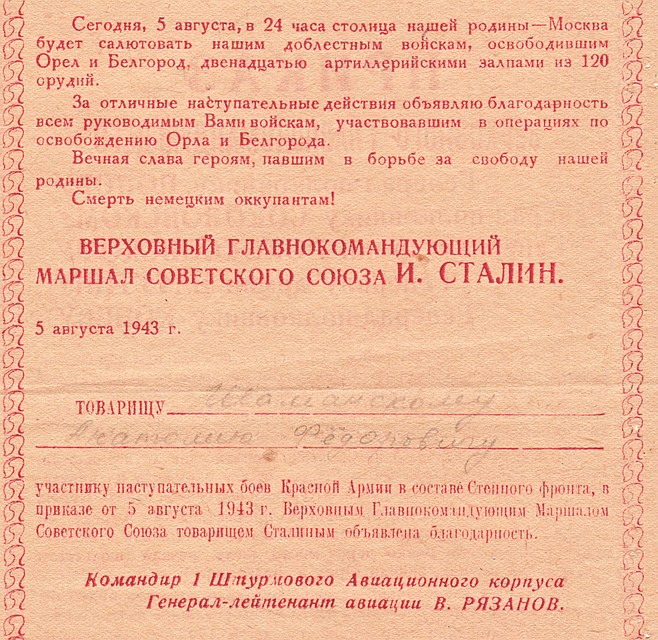 Сегодня, 5 августа, в 24 часа столица нашей родины—Москва
будет салютовать нашим доблестным войскам, освободившим
Орел и Белгород, двенадцатью артиллерийскими залпами из 120
орудий.
За отличные наступательные действия объявляю благодарность
всем руководимым Вами войскам, участвовавшим в операциях по
освобождению Орла и Белгорода.
Вечная слава героям, павшим в борьбе за свободу нашей
родины.
Смерть немецким оккупантам!
ВЕРХОВНЫЙ ГЛАВНОКОМАНДУЮЩИЙ
МАРШАЛ СОВЕТСКОГО СОЮЗА И. СТАЛИН.
5 августа 1943 г.
ТОВАРИЩУ Шаманскому
Анатолию Фёдоровичу
участнику наступательных боев Красной Армии в составе Степного фронта, в
приказе от 5 августа 1943 г. Верховным Главнокомандующим Маршалом
Советского Союза товарищем Сталиным объявлена благодарность.
Командир 1 Штурмового Авиационного корпуса
Генерал-лейтенант авиации В. РЯЗАНОВ.